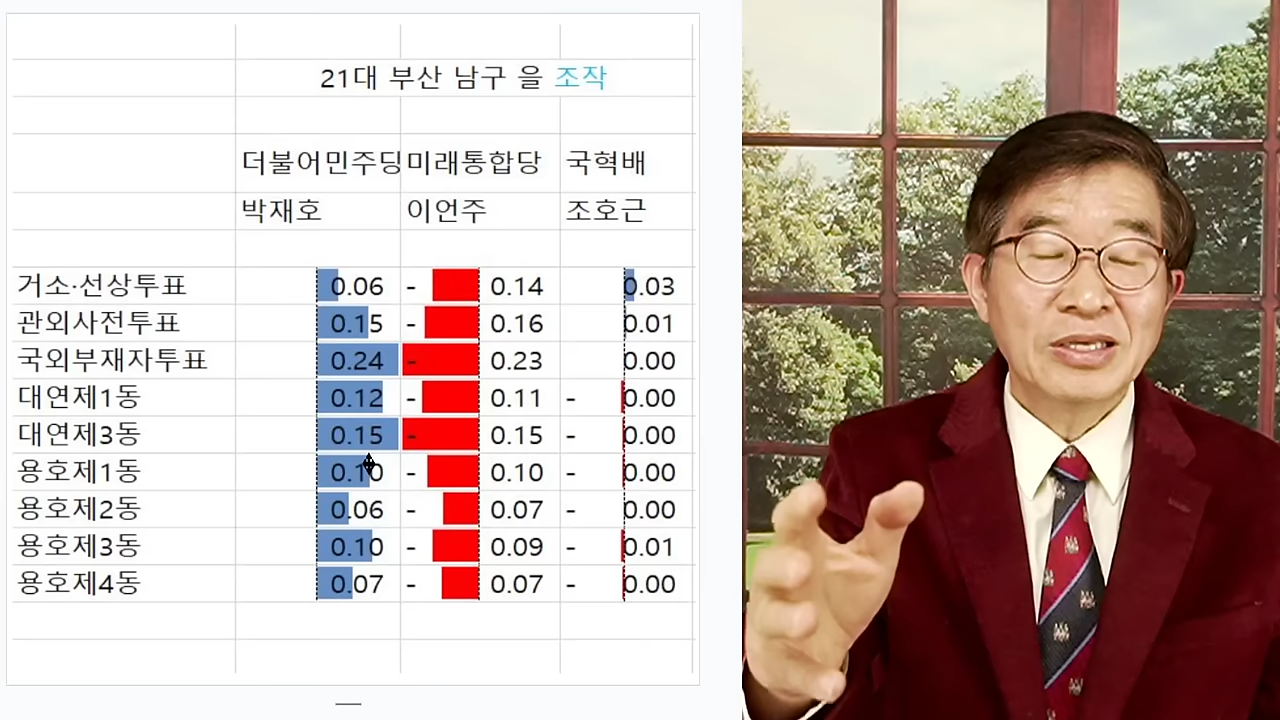 21대 부산 남구 을 조작
더불어민주당 미래통합당 국혁배
박재호 이언주 조호근
거소·선상투표 0.06 - 0.14 0.03
관외사전투표 0.15 - 0.16 0.01
국외부재자투표 0.24 - 0.23 0.00
대연제1동 0.12 - 0.11 - 0.00
대연제3동 0.15 - 0.15 - 0.00
용호제1동 0.10 - 0.10 - 0.00
용호제2동 0.06 - 0.07 - 0.00
용호제3동 0.10 - 0.09 - 0.01
용호제4동 0.07 - 0.07 - 0.00